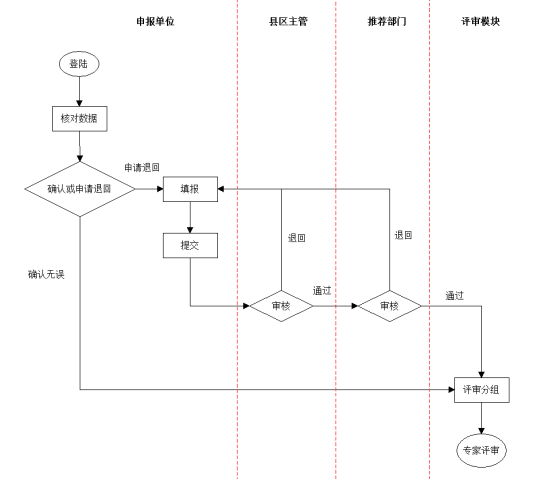 申报单位
县区主管
推荐部门
评审模块
登陆
核对数据
申请退回
确认或申请退回
填报
退回
退回
提交
确认无误
通过
通过
审核
审核
评审分组
专家评审